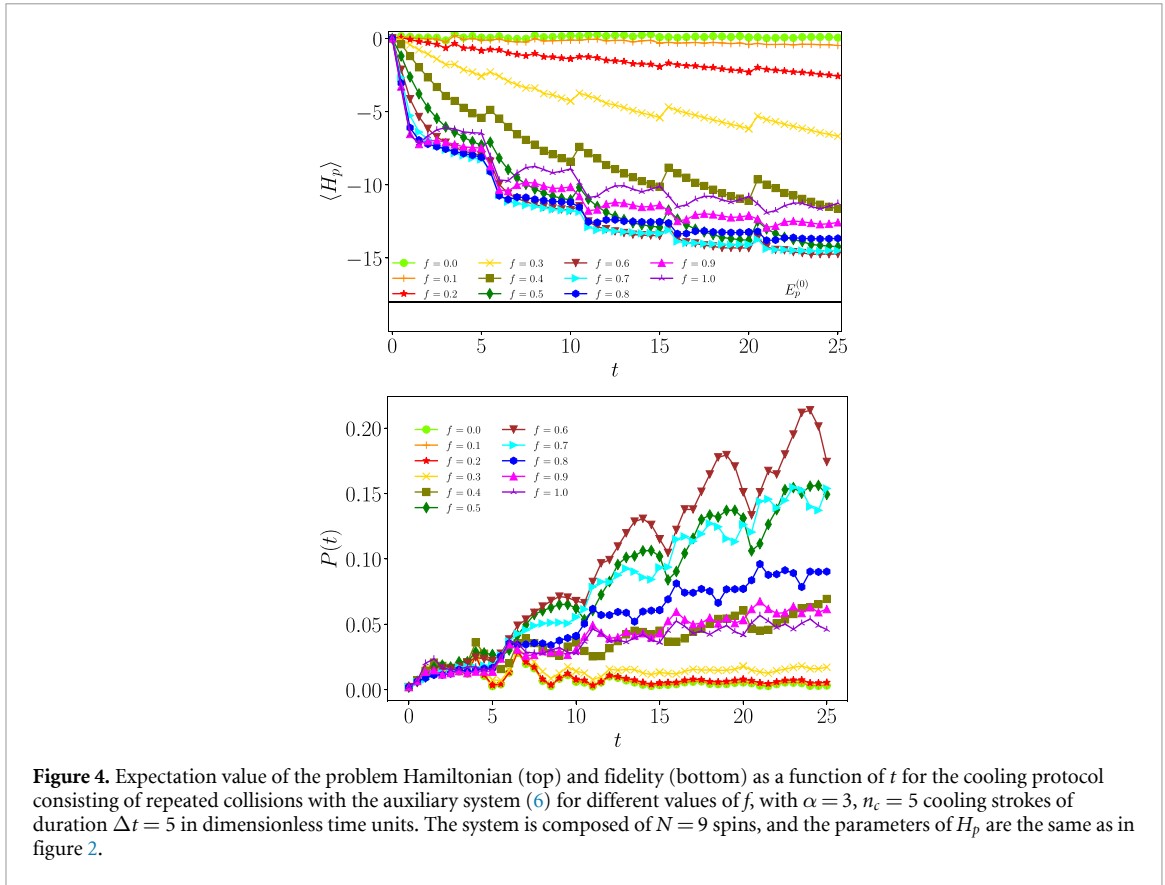 0
−5
−10
−15
⟨H_p⟩
f = 0.0
f = 0.1
f = 0.2
f = 0.3
f = 0.4
f = 0.5
f = 0.6
f = 0.7
f = 0.8
f = 0.9
f = 1.0
E_p^{(0)}
0 5 10 15 20 25
t
0.20
0.15
0.10
0.05
0.00
P(t)
f = 0.0
f = 0.1
f = 0.2
f = 0.3
f = 0.4
f = 0.5
f = 0.6
f = 0.7
f = 0.8
f = 0.9
f = 1.0
0 5 10 15 20 25
t
Figure 4. Expectation value of the problem Hamiltonian (top) and fidelity (bottom) as a function of t for the cooling protocol
consisting of repeated collisions with the auxiliary system (6) for different values of f, with α = 3, n_c = 5 cooling strokes of
duration Δt = 5 in dimensionless time units. The system is composed of N = 9 spins, and the parameters of H_p are the same as in
figure 2.